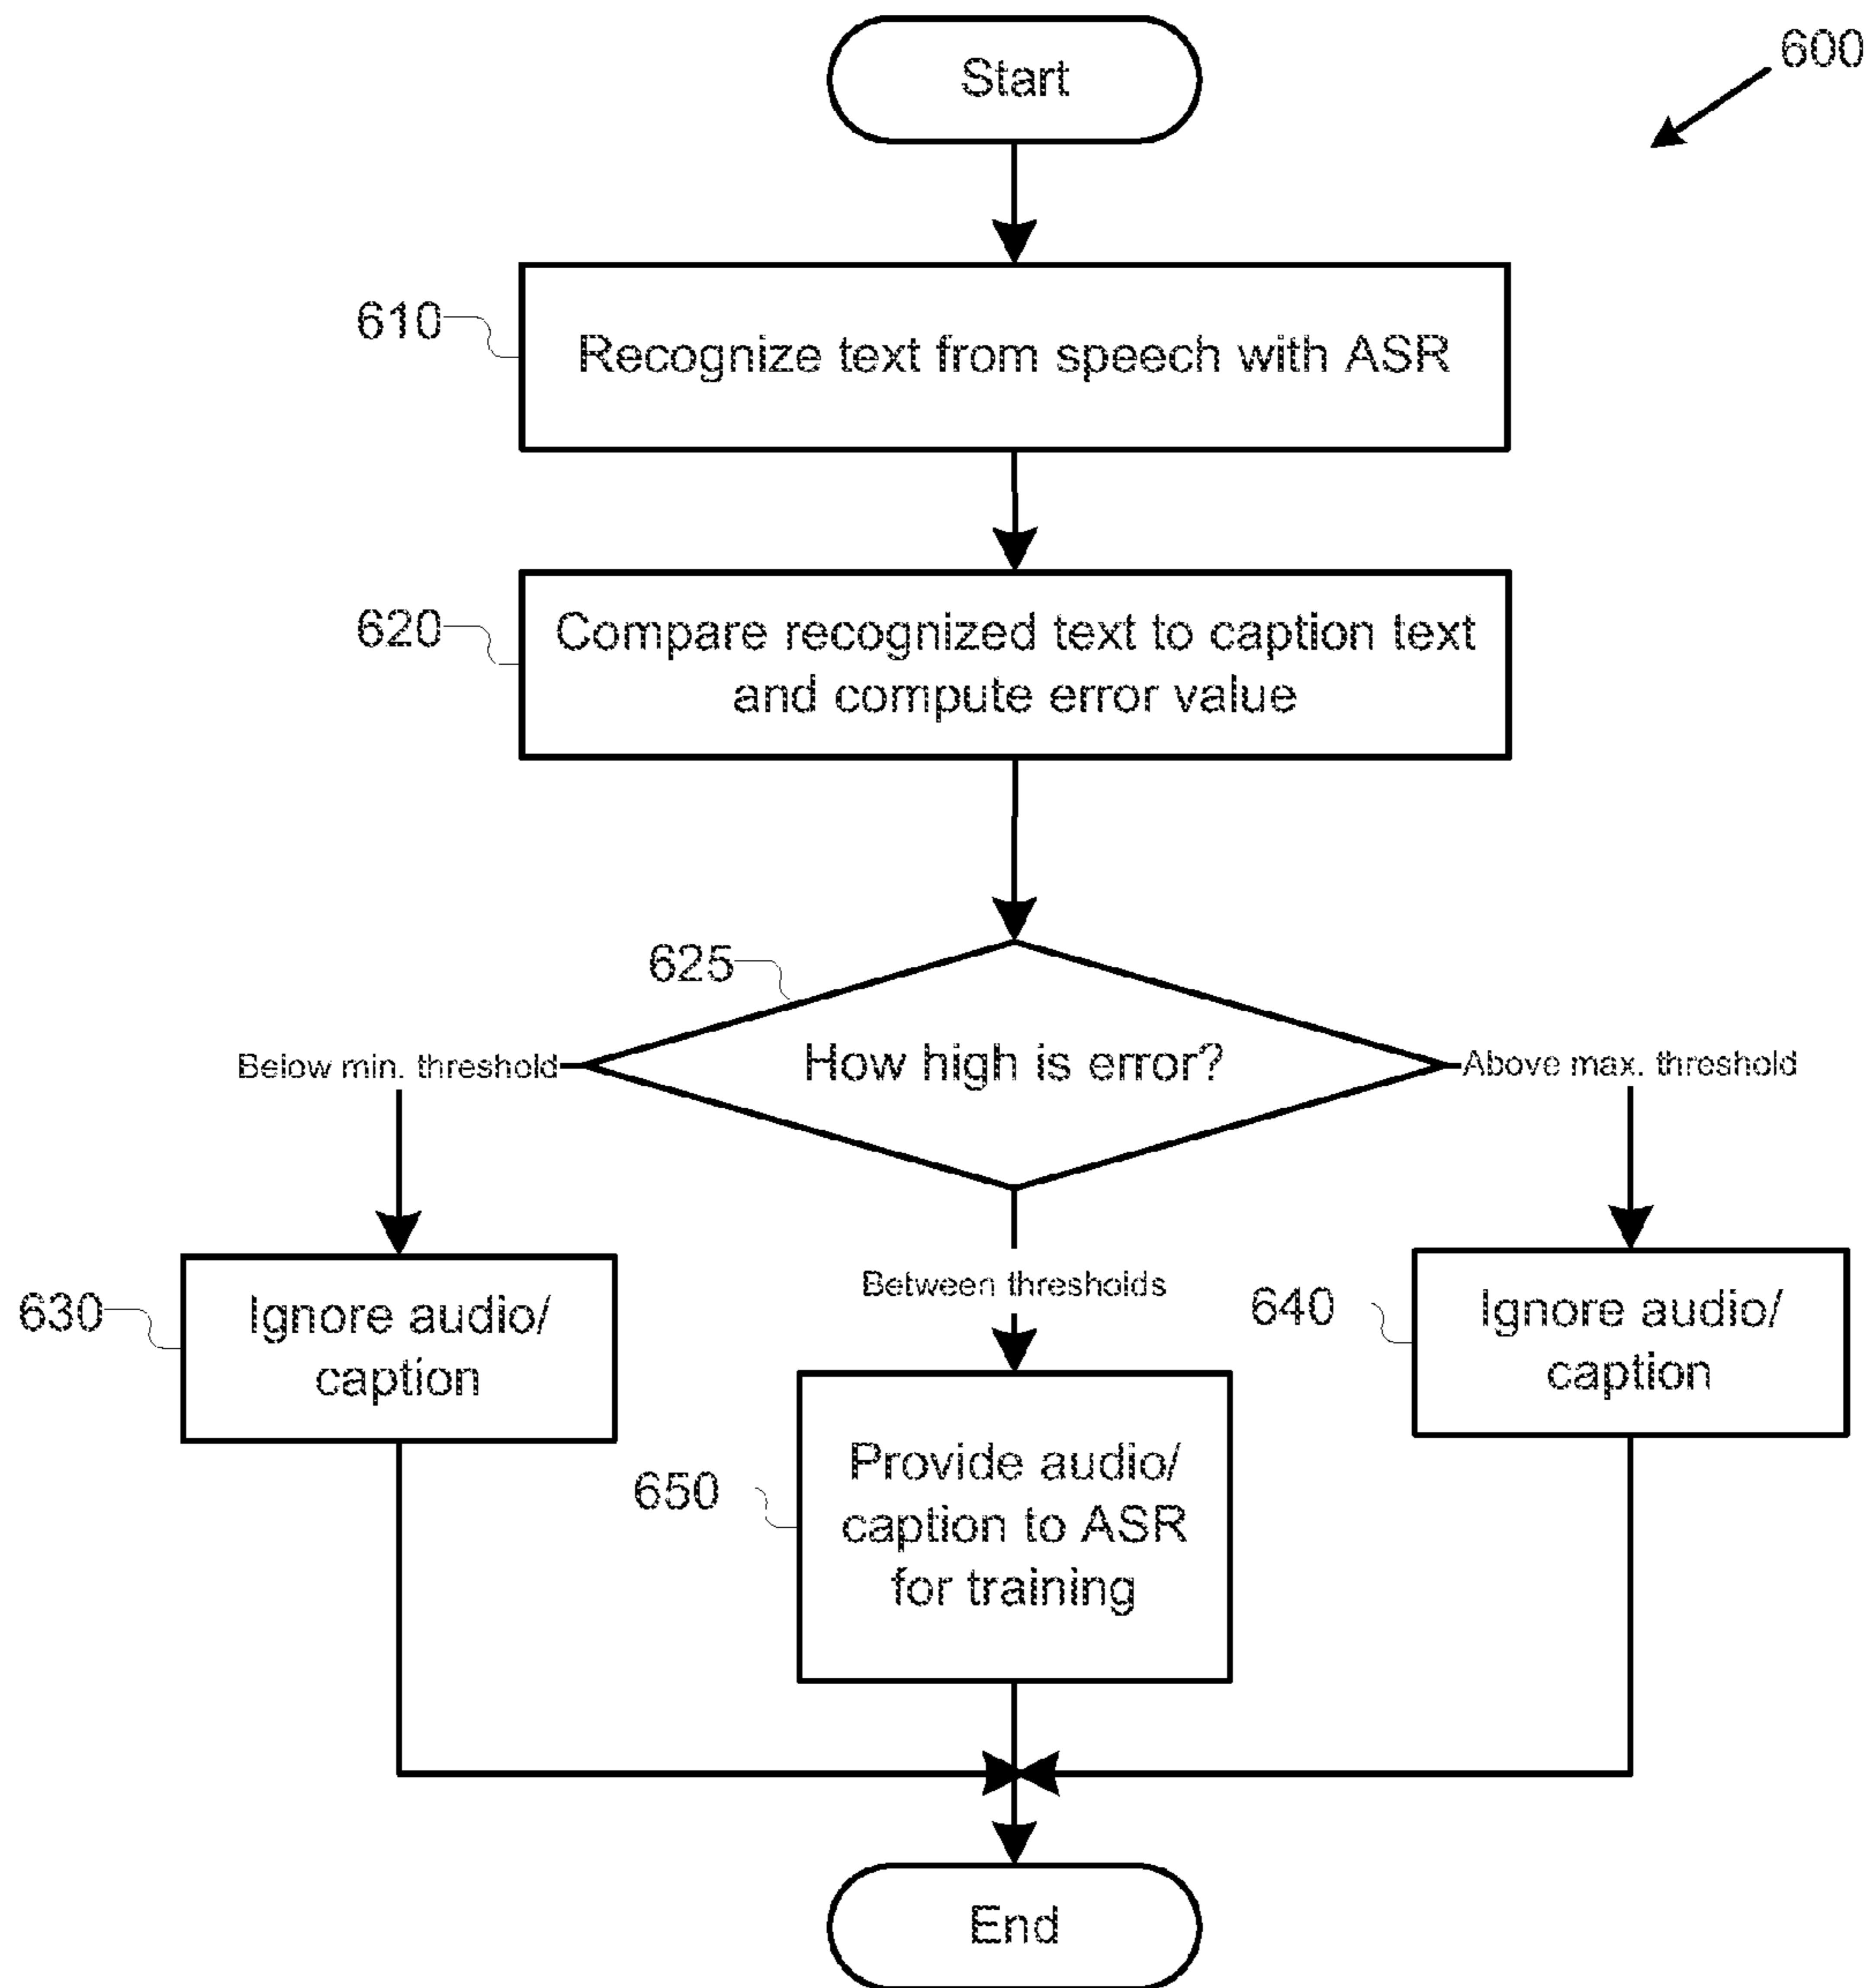 Start
600
610
Recognize text from speech with ASR
620
Compare recognized text to caption text
and compute error value
625
How high is error?
Below min. threshold
Above max. threshold
Between thresholds
630
Ignore audio/
caption
640
Ignore audio/
caption
650
Provide audio/
caption to ASR
for training
End